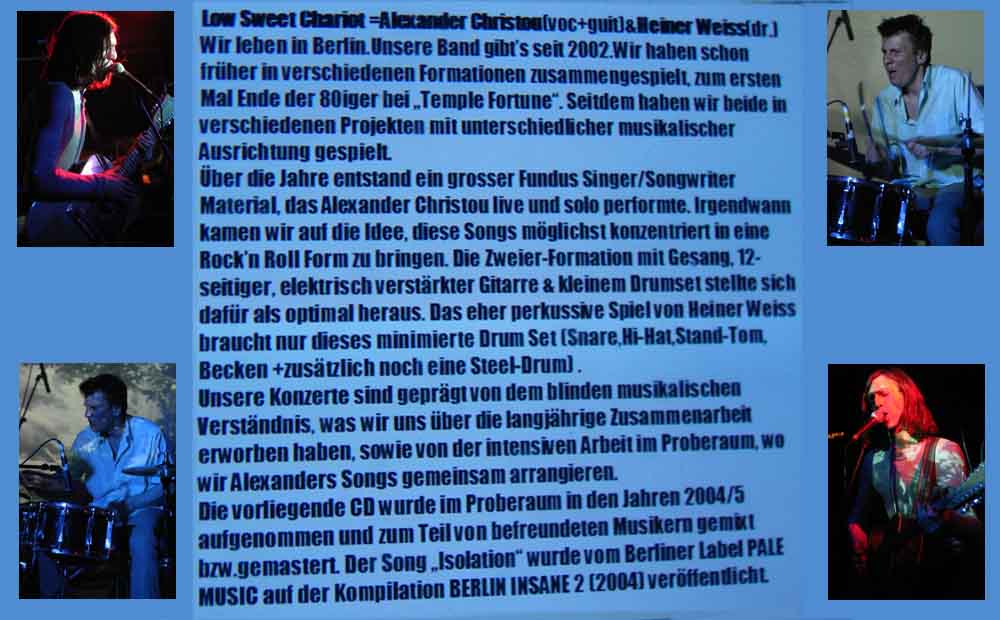 Low Sweet Chariot =Alexander Christou(voc+guit)&Heiner Weiss(dr.)
Wir leben in Berlin.Unsere Band gibt's seit 2002.Wir haben schon
früher in verschiedenen Formationen zusammengespielt, zum ersten
Mal Ende der 80iger bei „Temple Fortune“. Seitdem haben wir beide in
verschiedenen Projekten mit unterschiedlicher musikalischer
Ausrichtung gespielt.
Über die Jahre entstand ein grosser Fundus Singer/Songwriter
Material, das Alexander Christou live und solo performte. Irgendwann
kamen wir auf die Idee, diese Songs möglichst konzentriert in eine
Rock'n Roll Form zu bringen. Die Zweier-Formation mit Gesang, 12-
seitiger, elektrisch verstärkter Gitarre & kleinem Drumset stellte sich
dafür als optimal heraus. Das eher perkussive Spiel von Heiner Weiss
braucht nur dieses minimierte Drum Set (Snare,Hi-Hat,Stand-Tom,
Becken +zusätzlich noch eine Steel-Drum) .
Unsere Konzerte sind geprägt von dem blinden musikalischen
Verständnis, was wir uns über die langjährige Zusammenarbeit
erworben haben, sowie von der intensiven Arbeit im Proberaum, wo
wir Alexanders Songs gemeinsam arrangieren.
Die vorliegende CD wurde im Proberaum in den Jahren 2004/5
aufgenommen und zum Teil von befreundeten Musikern gemixt
bzw.gemastert. Der Song „Isolation“ wurde vom Berliner Label PALE
MUSIC auf der Kompilation BERLIN INSANE 2 (2004) veröffentlicht.